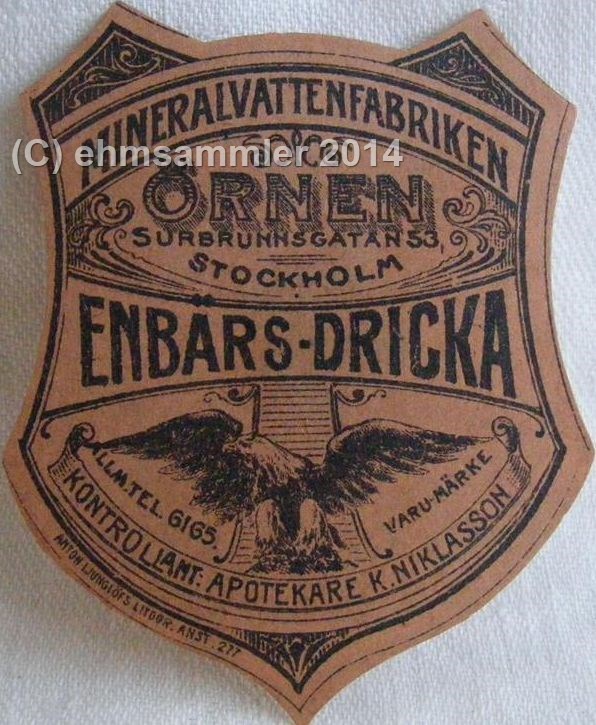 MINERALVATTENFABRIKEN
(C) ehmsammler 2014
ÖRNEN
SURBRUNNSGATAN 53,
STOCKHOLM
ENBÄRS-DRICKA
ALLM. TEL. 6165.
VARU-MÄRKE
KONTROLLANT: APOTEKARE K. NIKLASSON
ANTON LJUNGLÖFS LITOGR. ANST. 277